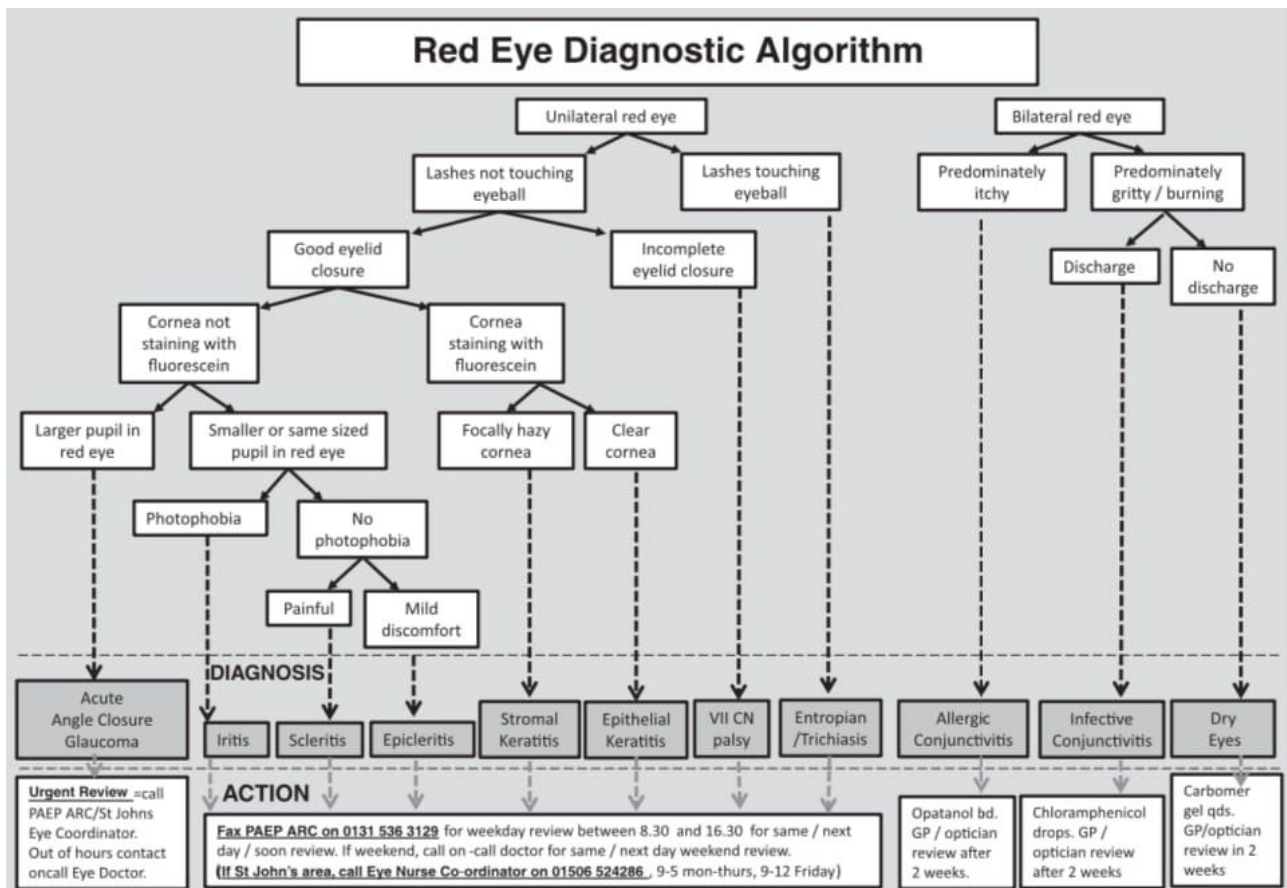 Red Eye Diagnostic Algorithm
Unilateral red eye
Bilateral red eye
Lashes not touching
eyeball
Lashes touching
eyeball
Predominately
itchy
Predominately
gritty / burning
Good eyelid
closure
Incomplete
eyelid closure
Discharge
No
discharge
Cornea not
staining with
fluorescein
Cornea
staining with
fluorescein
Larger pupil in
red eye
Smaller or same sized
pupil in red eye
Focally hazy
cornea
Clear
cornea
Photophobia
No
photophobia
Painful
Mild
discomfort
DIAGNOSIS
Acute
Angle Closure
Glaucoma
Iritis
Scleritis
Epicleritis
Stromal
Keratitis
Epithelial
Keratitis
VII CN
palsy
Entropian
/Trichiasis
Allergic
Conjunctivitis
Infective
Conjunctivitis
Dry
Eyes
ACTION
Urgent Review =call
PAEP ARC/St Johns
Eye Coordinator.
Out of hours contact
oncall Eye Doctor.
Fax PAEP ARC on 0131 536 3129 for weekday review between 8.30 and 16.30 for same / next
day / soon review. If weekend, call on -call doctor for same / next day weekend review.
(If St John's area, call Eye Nurse Co-ordinator on 01506 524286 , 9-5 mon-thurs, 9-12 Friday)
Opatanol bd.
GP / optician
review after
2 weeks.
Chloramphenicol
drops. GP /
optician review
after 2 weeks
Carbomer
gel qds.
GP/optician
review in 2
weeks